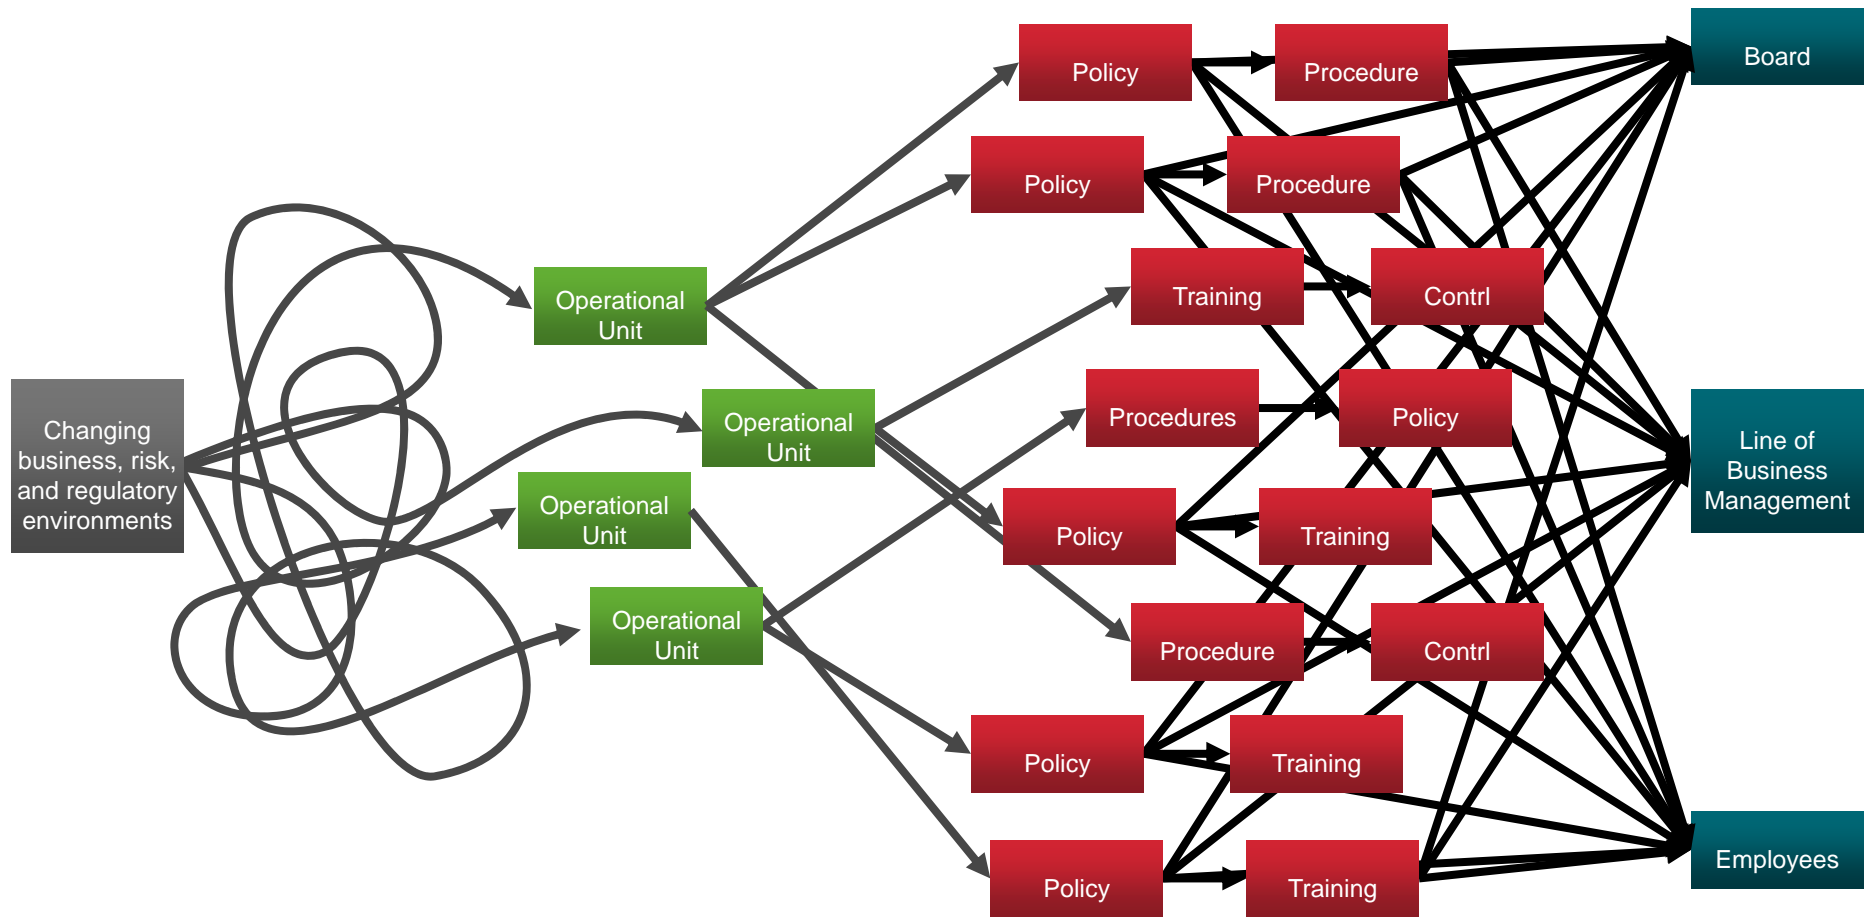 Changing
business, risk,
and regulatory
environments
Operational
Unit
Operational
Unit
Operational
Unit
Operational
Unit
Policy
Procedure
Policy
Procedure
Training
Contrl
Procedures
Policy
Policy
Training
Procedure
Contrl
Policy
Training
Policy
Training
Board
Line of
Business
Management
Employees